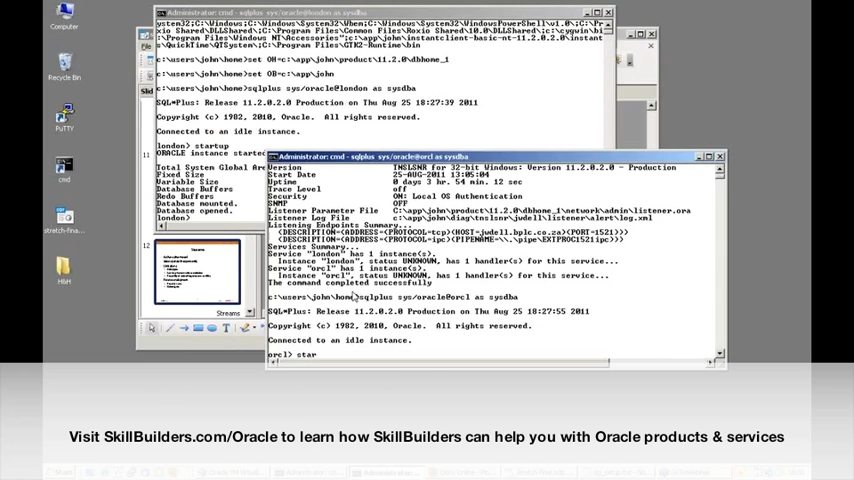 Computer
Recycle Bin
PuTTY
cmd
stretch-fina...
H&H
Administrator: cmd - sqlplus sys/oracle@london as sysdba
ystem32;C:\Windows;C:\Windows\System32\Wbem;C:\Windows\System32\WindowsPowerShell\v1.0\;C:\P
xio Shared\DLLShared\;C:\Program Files\Common Files\Roxio Shared\10.0\DLLShared\;c:\cygwin\bi
:\Program Files\Windows NT\Accessories";c:\app\john\instantclient-basic-nt-11.2.0.2.0\instant
s\QuickTime\QTSystem\;C:\Program Files\GTK2-Runtime\bin
c:\users\john\home>set OH=c:\app\john\product\11.2.0\dbhome_1
c:\users\john\home>set OB=c:\app\john
c:\users\john\home>sqlplus sys/oracle@london as sysdba
SQL*Plus: Release 11.2.0.2.0 Production on Thu Aug 25 18:27:39 2011
Copyright (c) 1982, 2010, Oracle. All rights reserved.
Connected to an idle instance.
london> startup
ORACLE instance started
Total System Global Are
Fixed Size
Variable Size
Database Buffers
Redo Buffers
Database mounted.
Database opened.
london>
Slid
11
12
Streams
Administrator: cmd - sqlplus sys/oracle@orcl as sysdba
Version TNSLSNR for 32-bit Windows: Version 11.2.0.2.0 - Production
Start Date 25-AUG-2011 13:05:04
Uptime 0 days 3 hr. 54 min. 12 sec
Trace Level off
Security ON: Local OS Authentication
SNMP OFF
Listener Parameter File C:\app\john\product\11.2.0\dbhome_1\network\admin\listener.ora
Listener Log File c:\app\john\diag\tnslsnr\jwdell\listener\alert\log.xml
Listening Endpoints Summary...
(DESCRIPTION=(ADDRESS=(PROTOCOL=tcp)(HOST=jwdell.bplc.co.za)(PORT=1521)))
(DESCRIPTION=(ADDRESS=(PROTOCOL=ipc)(PIPENAME=\\.\pipe\EXTPROC1521ipc)))
Services Summary...
Service "london" has 1 instance(s).
Instance "london", status UNKNOWN, has 1 handler(s) for this service...
Service "orcl" has 1 instance(s).
Instance "orcl", status UNKNOWN, has 1 handler(s) for this service...
The command completed successfully
c:\users\john\home>sqlplus sys/oracle@orcl as sysdba
SQL*Plus: Release 11.2.0.2.0 Production on Thu Aug 25 18:27:55 2011
Copyright (c) 1982, 2010, Oracle. All rights reserved.
Connected to an idle instance.
orcl> star
Visit SkillBuilders.com/Oracle to learn how SkillBuilders can help you with Oracle products & services